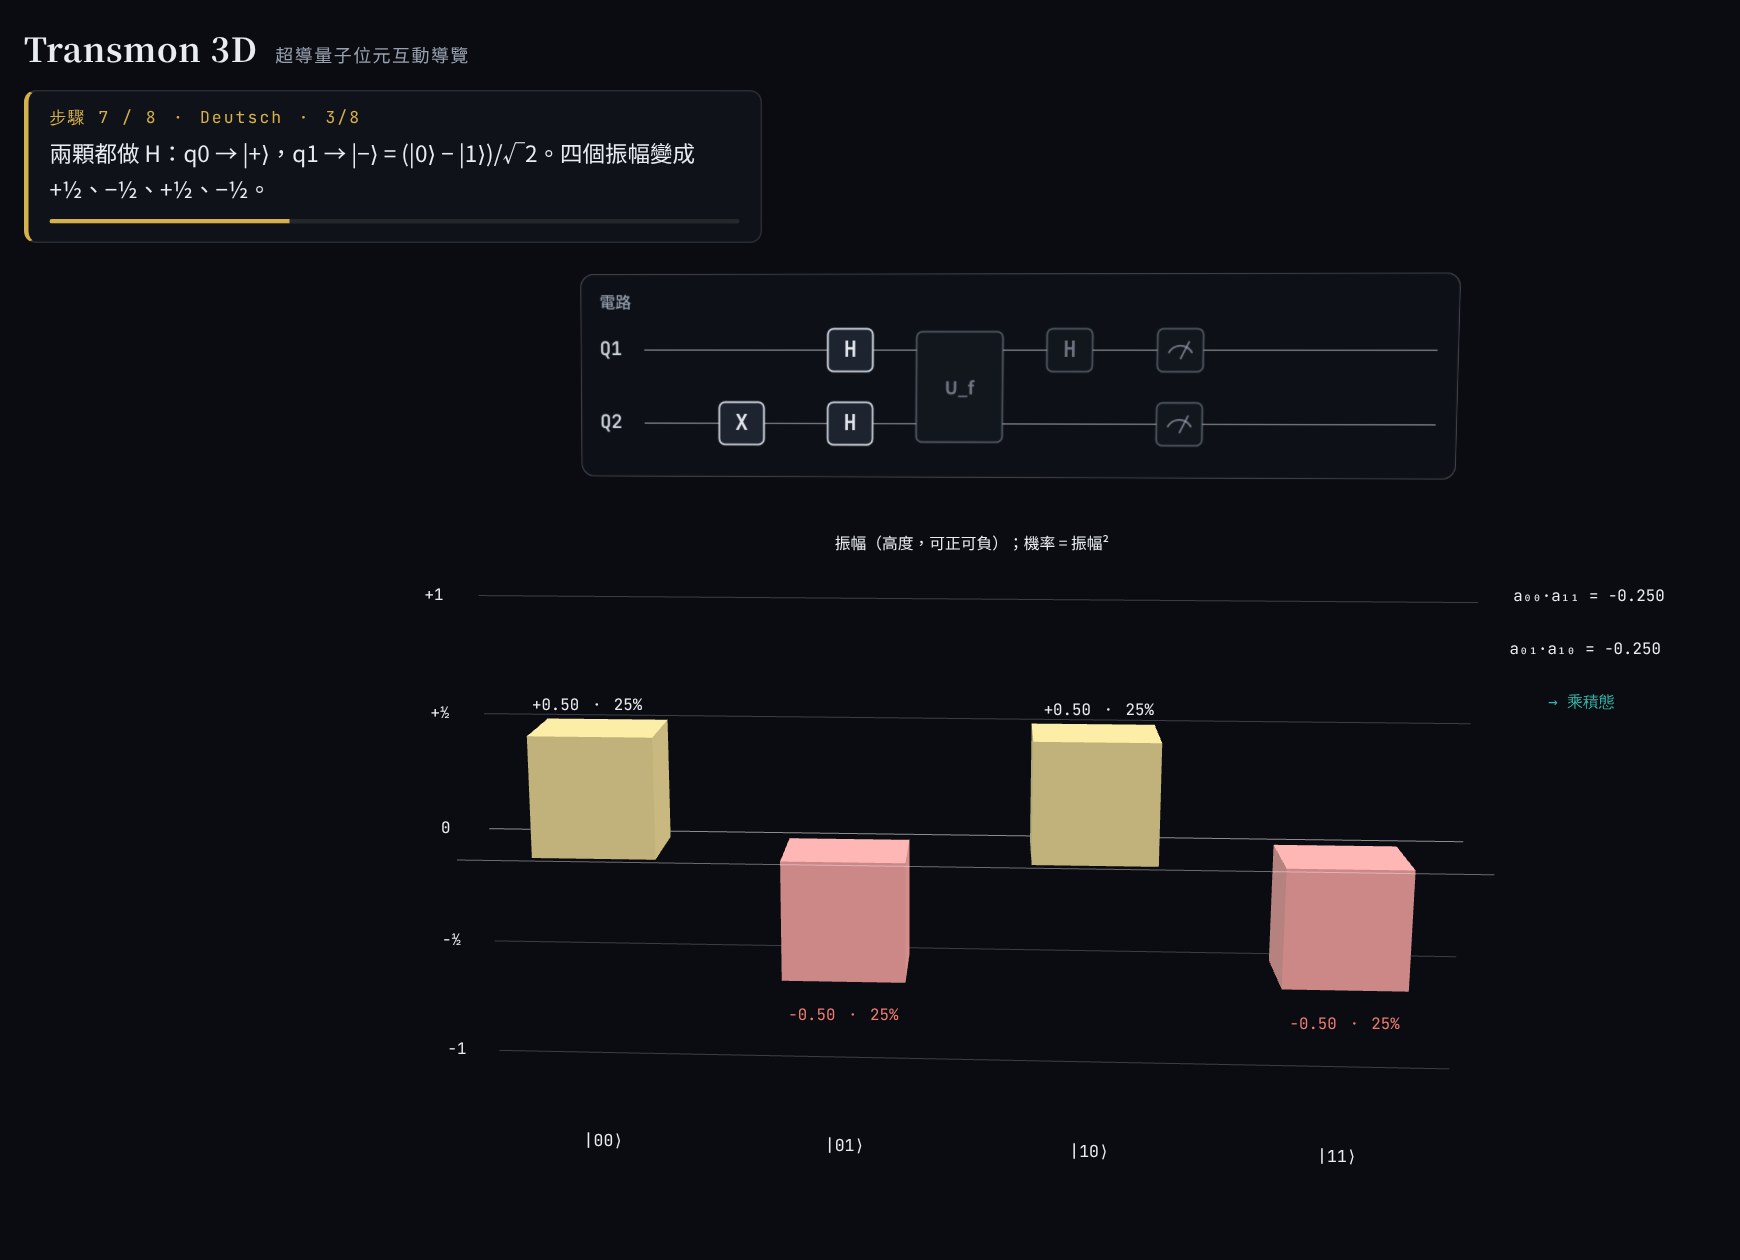 Transmon 3D 超導量子位元互動導覽
步驟 7 / 8 · Deutsch · 3/8
兩顆都做 H：q0 → |+⟩，q1 → |−⟩ = (|0⟩ − |1⟩)/√2。四個振幅變成
+½、−½、+½、−½。
電路
Q1 H U_f H
Q2 X H
振幅（高度，可正可負）；機率 = 振幅²
+1
a₀₀·a₁₁ = -0.250
a₀₁·a₁₀ = -0.250
→ 乘積態
+0.50 · 25%
+0.50 · 25%
+½
0
-½
-0.50 · 25%
-0.50 · 25%
-1
|00⟩ |01⟩ |10⟩ |11⟩